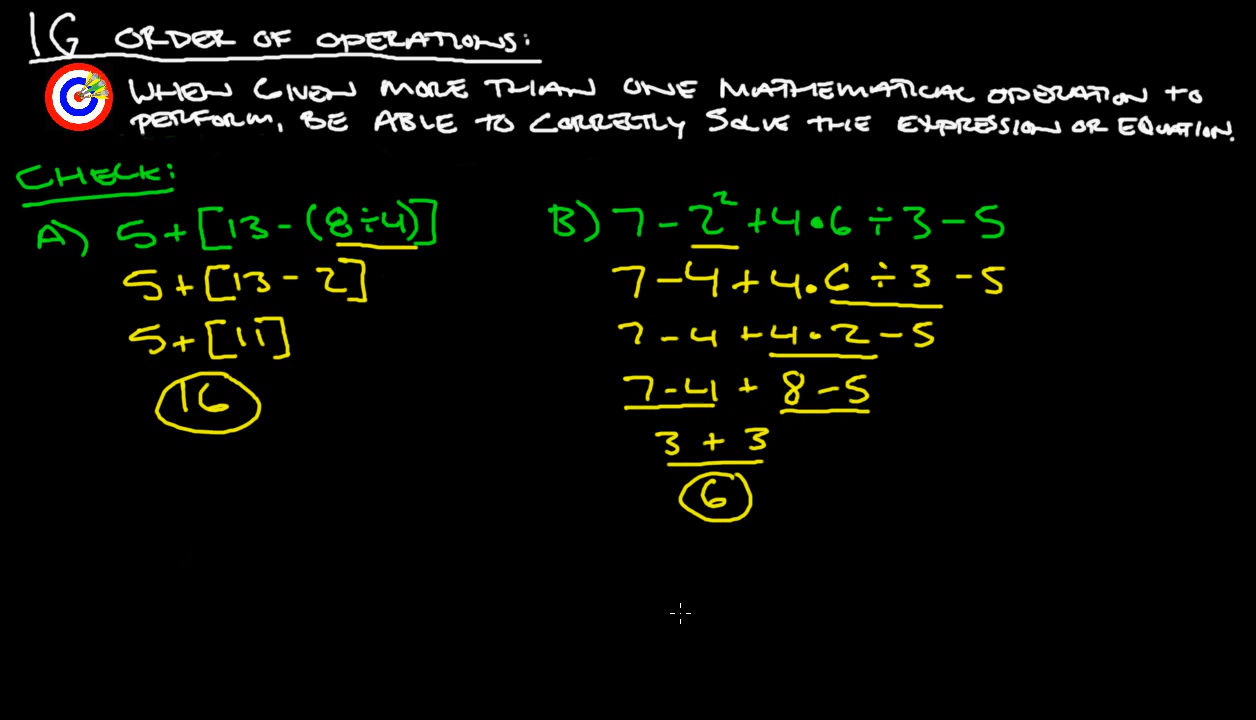 1G ORDER OF OPERATIONS:
WHEN GIVEN MORE THAN ONE MATHEMATICAL OPERATION TO
PERFORM, BE ABLE TO CORRECTLY SOLVE THE EXPRESSION OR EQUATION.
CHECK:
A) 5+[13-(8÷4)]
5+[13-2]
5+[11]
16
B) 7-2²+4·6÷3-5
7-4+4·6÷3-5
7-4+4·2-5
7-4+8-5
3+3
6